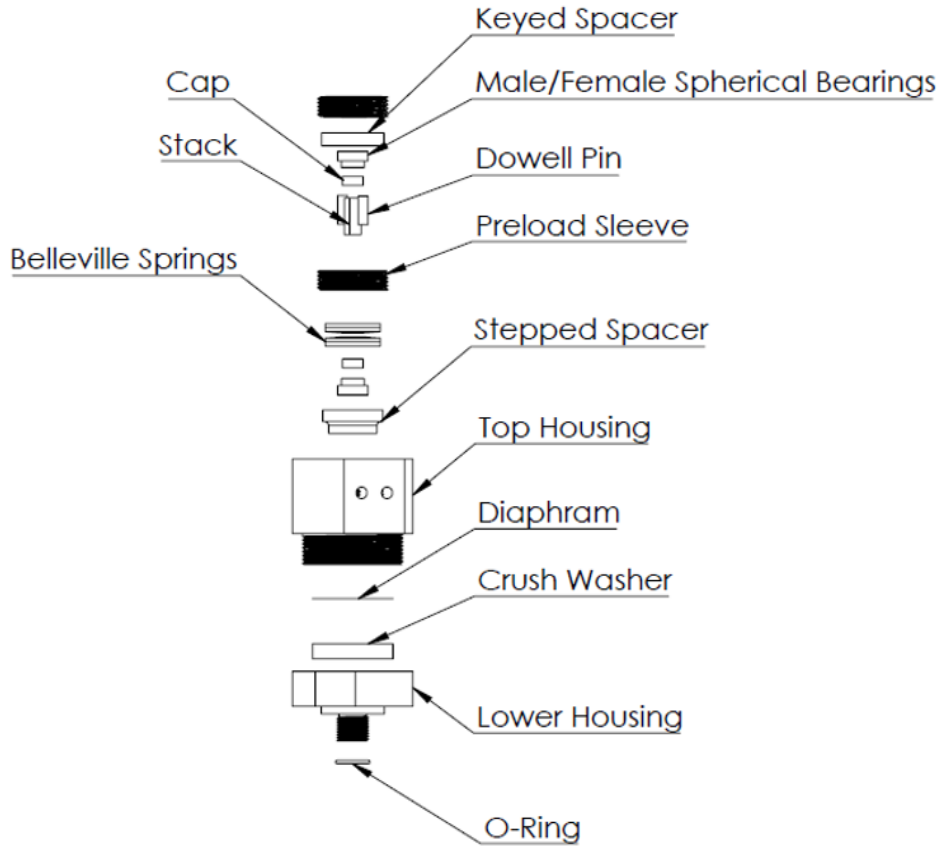 Keyed Spacer
Cap
Male/Female Spherical Bearings
Stack
Dowell Pin
Preload Sleeve
Belleville Springs
Stepped Spacer
Top Housing
Diaphram
Crush Washer
Lower Housing
O-Ring